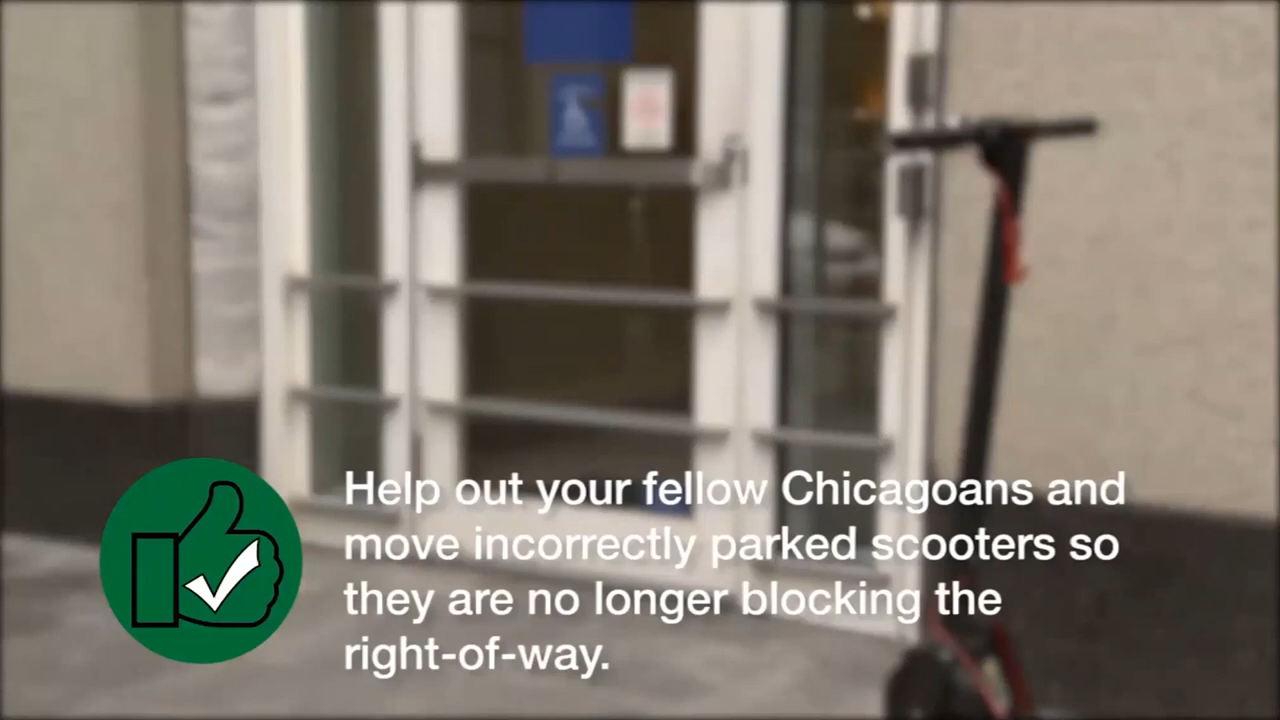 Help out your fellow Chicagoans and
move incorrectly parked scooters so
they are no longer blocking the
right-of-way.